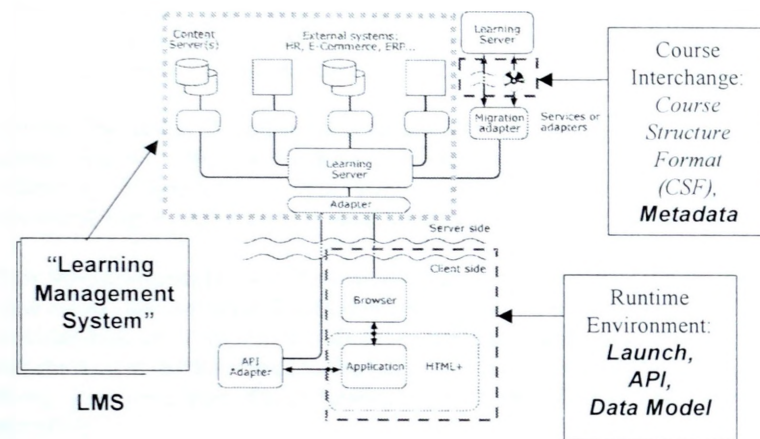 Content
Server(s)
External systems:
HR, E-Commerce, ERP...
Learning
Server
Migration
adapter
Services or
adapters
Learning
Server
Adapter
Server side
Client side
Browser
API
Adapter
Application
HTML+
"Learning
Management
System"
LMS
Course
Interchange:
Course
Structure
Format
(CSF),
Metadata
Runtime
Environment:
Launch,
API,
Data Model